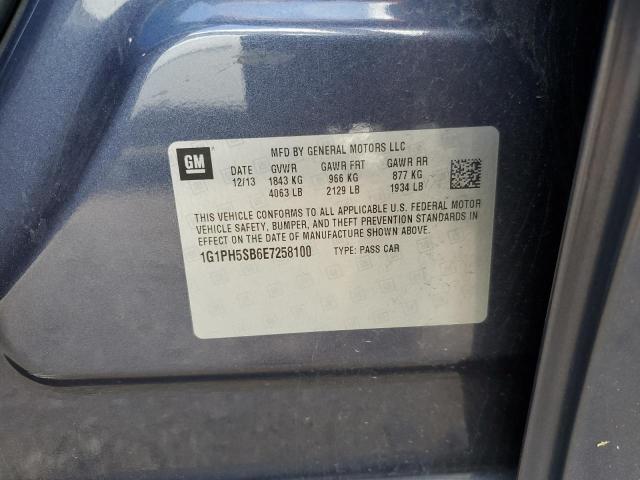 GM
MFD BY GENERAL MOTORS LLC
DATE GVWR GAWR FRT GAWR RR
12/13 1843 KG 966 KG 877 KG
4063 LB 2129 LB 1934 LB
THIS VEHICLE CONFORMS TO ALL APPLICABLE U.S. FEDERAL MOTOR
VEHICLE SAFETY, BUMPER, AND THEFT PREVENTION STANDARDS IN
EFFECT ON THE DATE OF MANUFACTURE SHOWN ABOVE.
1G1PH5SB6E7258100 TYPE: PASS CAR